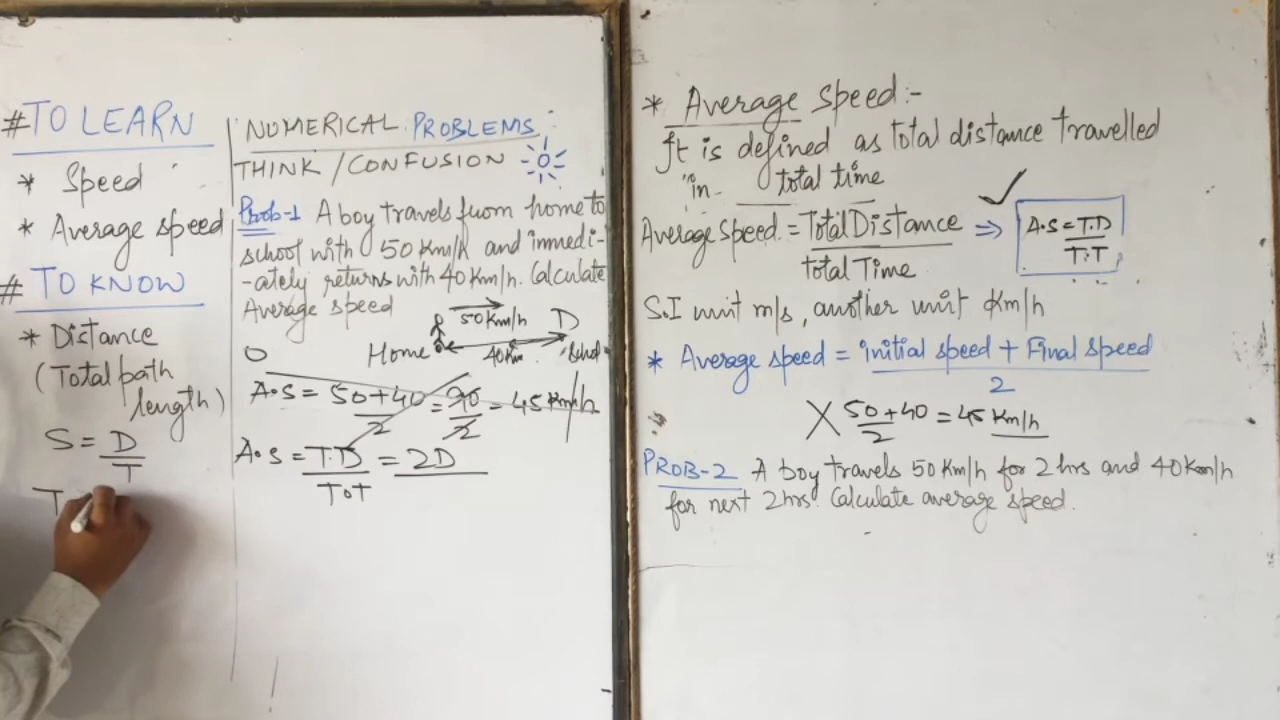 #TO LEARN
* Speed
* Average speed
# TO KNOW
* Distance
(Total path
length)
S = D
T
T
NUMERICAL PROBLEMS
THINK / CONFUSION
Prob-1 A boy travels from home to
school with 50 Km/h and immedi-
-ately returns with 40 Km/h. Calculate
Average speed
50 Km/h D
Home 40Km
A.S = 50+40 = 90 = 45 Km/h
2 2
A.S = T.D = 2D
ToT
* Average speed :-
It is defined as total distance travelled
in total time
Average Speed = Total Distance ⇒ A.S = T.D
Total Time T.T
S.I unit m/s, another unit Km/h
* Average speed = initial speed + Final speed
2
X 50+40 = 45 Km/h
2
PROB-2 A boy travels 50 Km/h for 2 hrs and 40 Km/h
for next 2hrs. Calculate average speed.